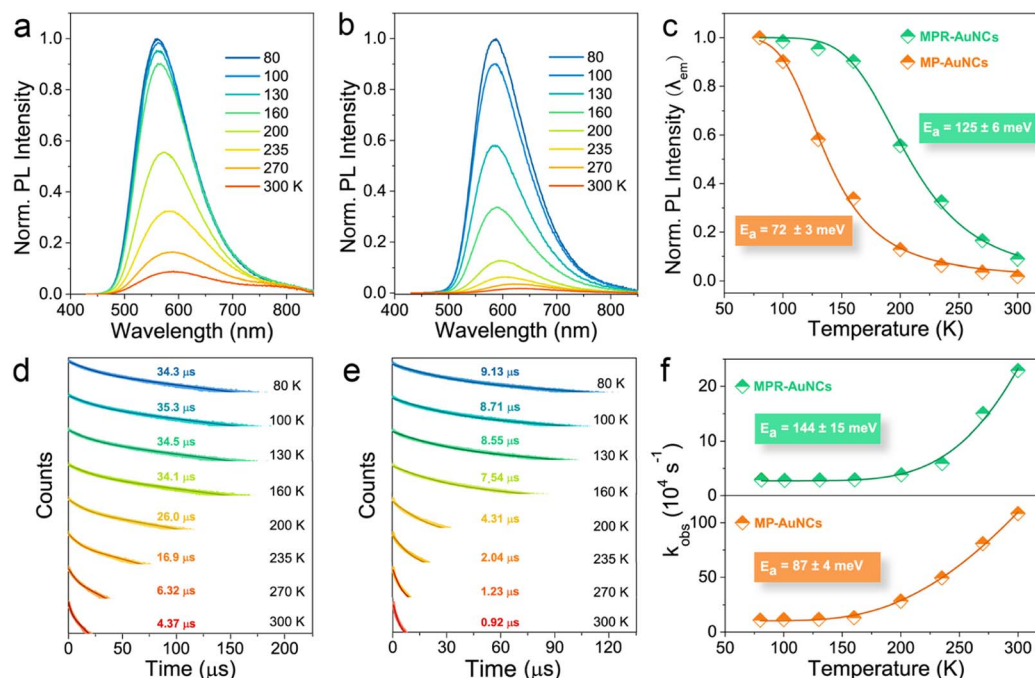 a
1.0
0.8
0.6
0.4
0.2
0.0
Norm. PL Intensity
80
100
130
160
200
235
270
300 K
400 500 600 700 800
Wavelength (nm)
b
1.0
0.8
0.6
0.4
0.2
0.0
Norm. PL Intensity
80
100
130
160
200
235
270
300 K
400 500 600 700 800
Wavelength (nm)
c
1.0
0.8
0.6
0.4
0.2
0.0
Norm. PL Intensity (λem)
MPR-AuNCs
MP-AuNCs
Ea = 125 ± 6 meV
Ea = 72 ± 3 meV
100 150 200 250 300
Temperature (K)
d
Counts
34.3 μs
80 K
35.3 μs
100 K
34.5 μs
130 K
34.1 μs
160 K
26.0 μs
200 K
16.9 μs
235 K
6.32 μs
270 K
4.37 μs
300 K
0 50 100 150 200
Time (μs)
e
Counts
9.13 μs
80 K
8.71 μs
100 K
8.55 μs
130 K
7,54 μs
160 K
4.31 μs
200 K
2.04 μs
235 K
1.23 μs
270 K
0.92 μs
300 K
0 30 60 90 120
Time (μs)
f
kobs (10⁴ s⁻¹)
20
10
0
MPR-AuNCs
Ea = 144 ± 15 meV
100
50
0
MP-AuNCs
Ea = 87 ± 4 meV
100 150 200 250 300
Temperature (K)